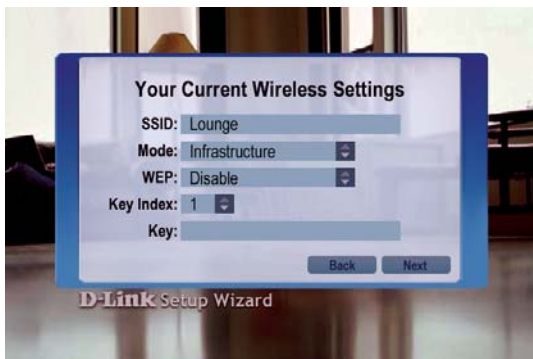 Your Current Wireless Settings
SSID: Lounge
Mode: Infrastructure
WEP: Disable
Key Index: 1
Key:
Back Next
D-Link Setup Wizard